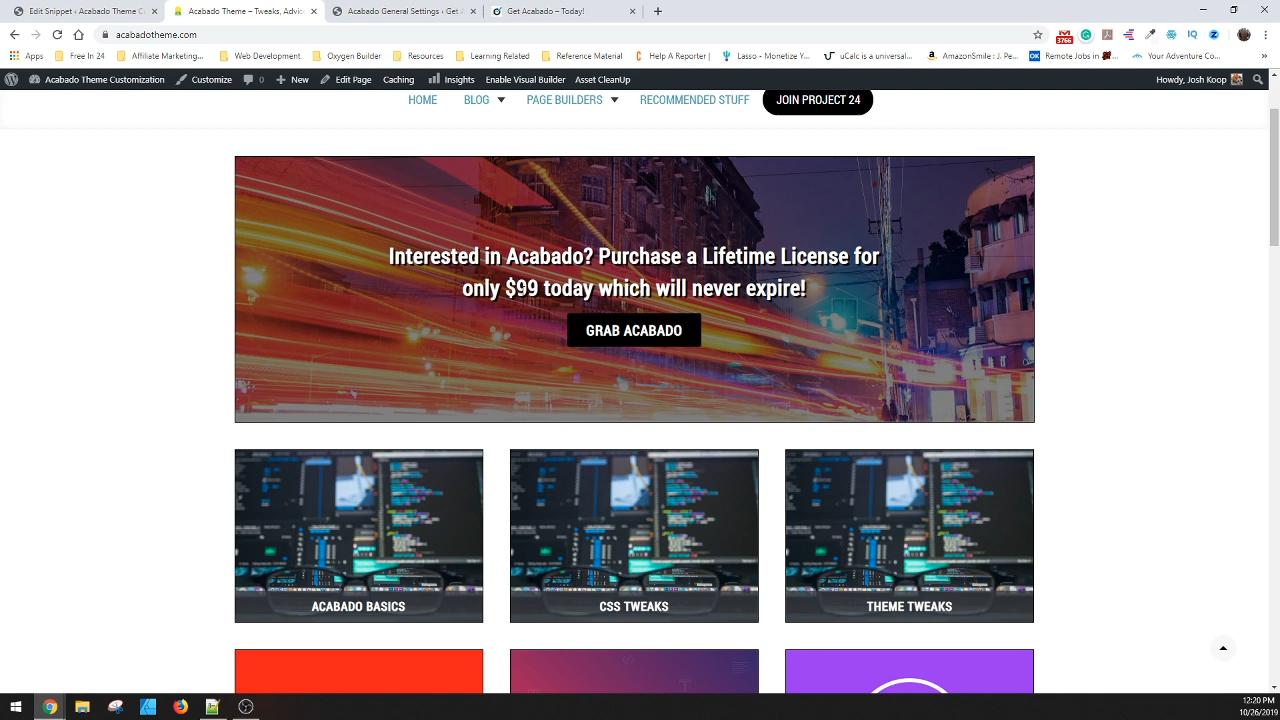 Edit Snippet ‹ Acabado Theme C
Acabado Theme – Tweaks, Advic
Acabado General Settings ‹ Get A
Get Acabado – Today!
acabadotheme.com
3766
IQ
Apps
Free In 24
Affiliate Marketing...
Web Development
Oxygen Builder
Resources
Learning Related
Reference Material
Help A Reporter |
Lasso - Monetize Y...
uCalc is a universal...
AmazonSmile : J. Pe...
Remote Jobs in ...
Your Adventure Co...
Acabado Theme Customization
Customize
0
New
Edit Page
Caching
Insights
Enable Visual Builder
Asset CleanUp
Howdy, Josh Koop
HOME
BLOG
PAGE BUILDERS
RECOMMENDED STUFF
JOIN PROJECT 24
Interested in Acabado? Purchase a Lifetime License for
only $99 today which will never expire!
GRAB ACABADO
ACABADO BASICS
CSS TWEAKS
THEME TWEAKS
12:20 PM
10/26/2019